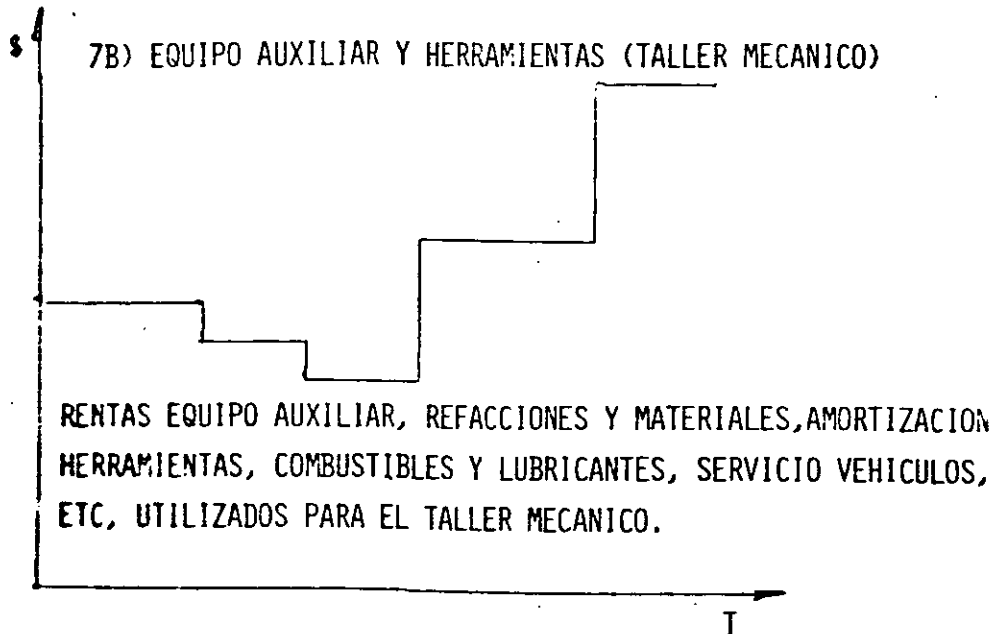 $
7B) EQUIPO AUXILIAR Y HERRAMIENTAS (TALLER MECANICO)
RENTAS EQUIPO AUXILIAR, REFACCIONES Y MATERIALES,AMORTIZACION
HERRAMIENTAS, COMBUSTIBLES Y LUBRICANTES, SERVICIO VEHICULOS,
ETC, UTILIZADOS PARA EL TALLER MECANICO.
T